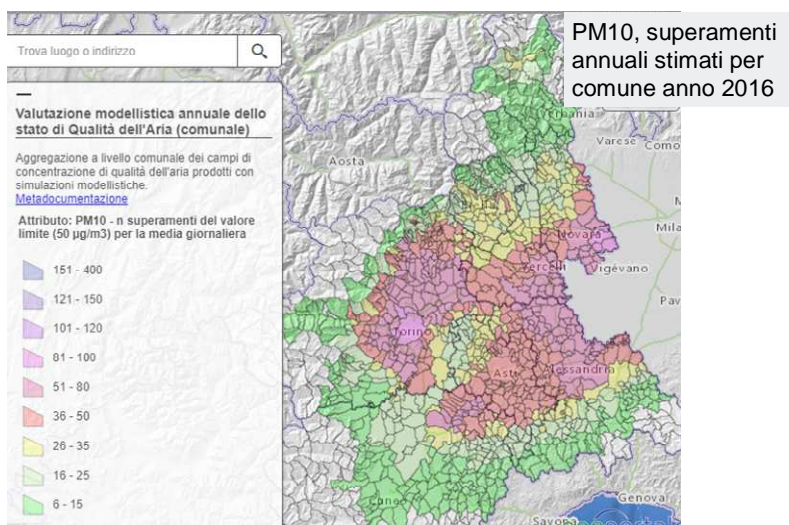 PM10, superamenti
annuali stimati per
comune anno 2016
Trova luogo o indirizzo
Valutazione modellistica annuale dello
stato di Qualità dell'Aria (comunale)
Aggregazione a livello comunale dei campi di
concentrazione di qualità dell'aria prodotti con
simulazioni modellistiche.
Metadocumentazione
Attributo: PM10 - n superamenti del valore
limite (50 µg/m3) per la media giornaliera
151 - 400
121 - 150
101 - 120
81 - 100
51 - 80
36 - 50
26 - 35
16 - 25
6 - 15
Verbania
Varese Como
Aosta
Mila
Novara
Vercelli Vigévano
Pav
Torino
Asti Alessandria
Cuneo
Genova
Savona